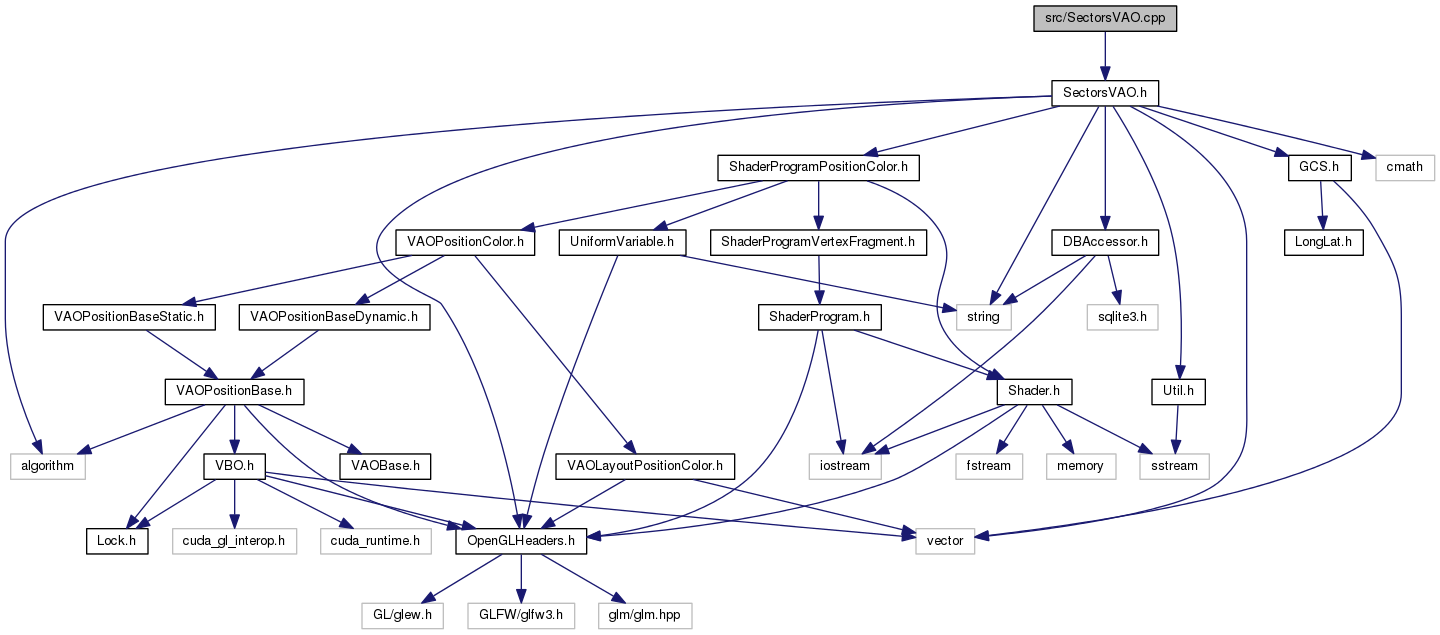 src/SectorsVAO.cpp
SectorsVAO.h
ShaderProgramPositionColor.h
GCS.h
cmath
VAOPositionColor.h
UniformVariable.h
ShaderProgramVertexFragment.h
DBAccessor.h
LongLat.h
VAOPositionBaseStatic.h
VAOPositionBaseDynamic.h
ShaderProgram.h
string
sqlite3.h
VAOPositionBase.h
Shader.h
Util.h
algorithm
VBO.h
VAOBase.h
VAOLayoutPositionColor.h
iostream
fstream
memory
sstream
Lock.h
cuda_gl_interop.h
cuda_runtime.h
OpenGLHeaders.h
vector
GL/glew.h
GLFW/glfw3.h
glm/glm.hpp